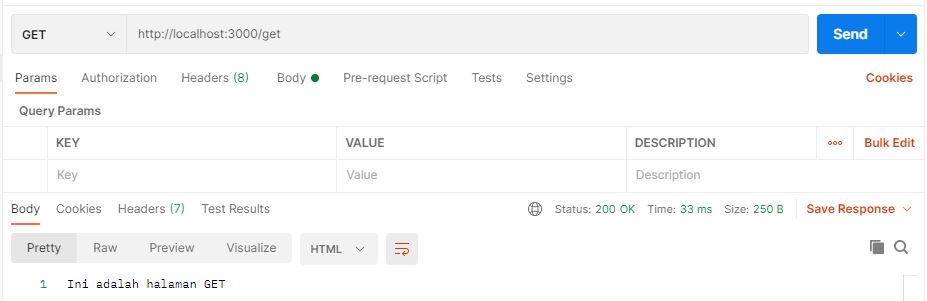 GET http://localhost:3000/get Send
Params Authorization Headers (8) Body Pre-request Script Tests Settings Cookies
Query Params
KEY VALUE DESCRIPTION Bulk Edit
Key Value Description
Body Cookies Headers (7) Test Results Status: 200 OK Time: 33 ms Size: 250 B Save Response
Pretty Raw Preview Visualize HTML
1 Ini adalah halaman GET